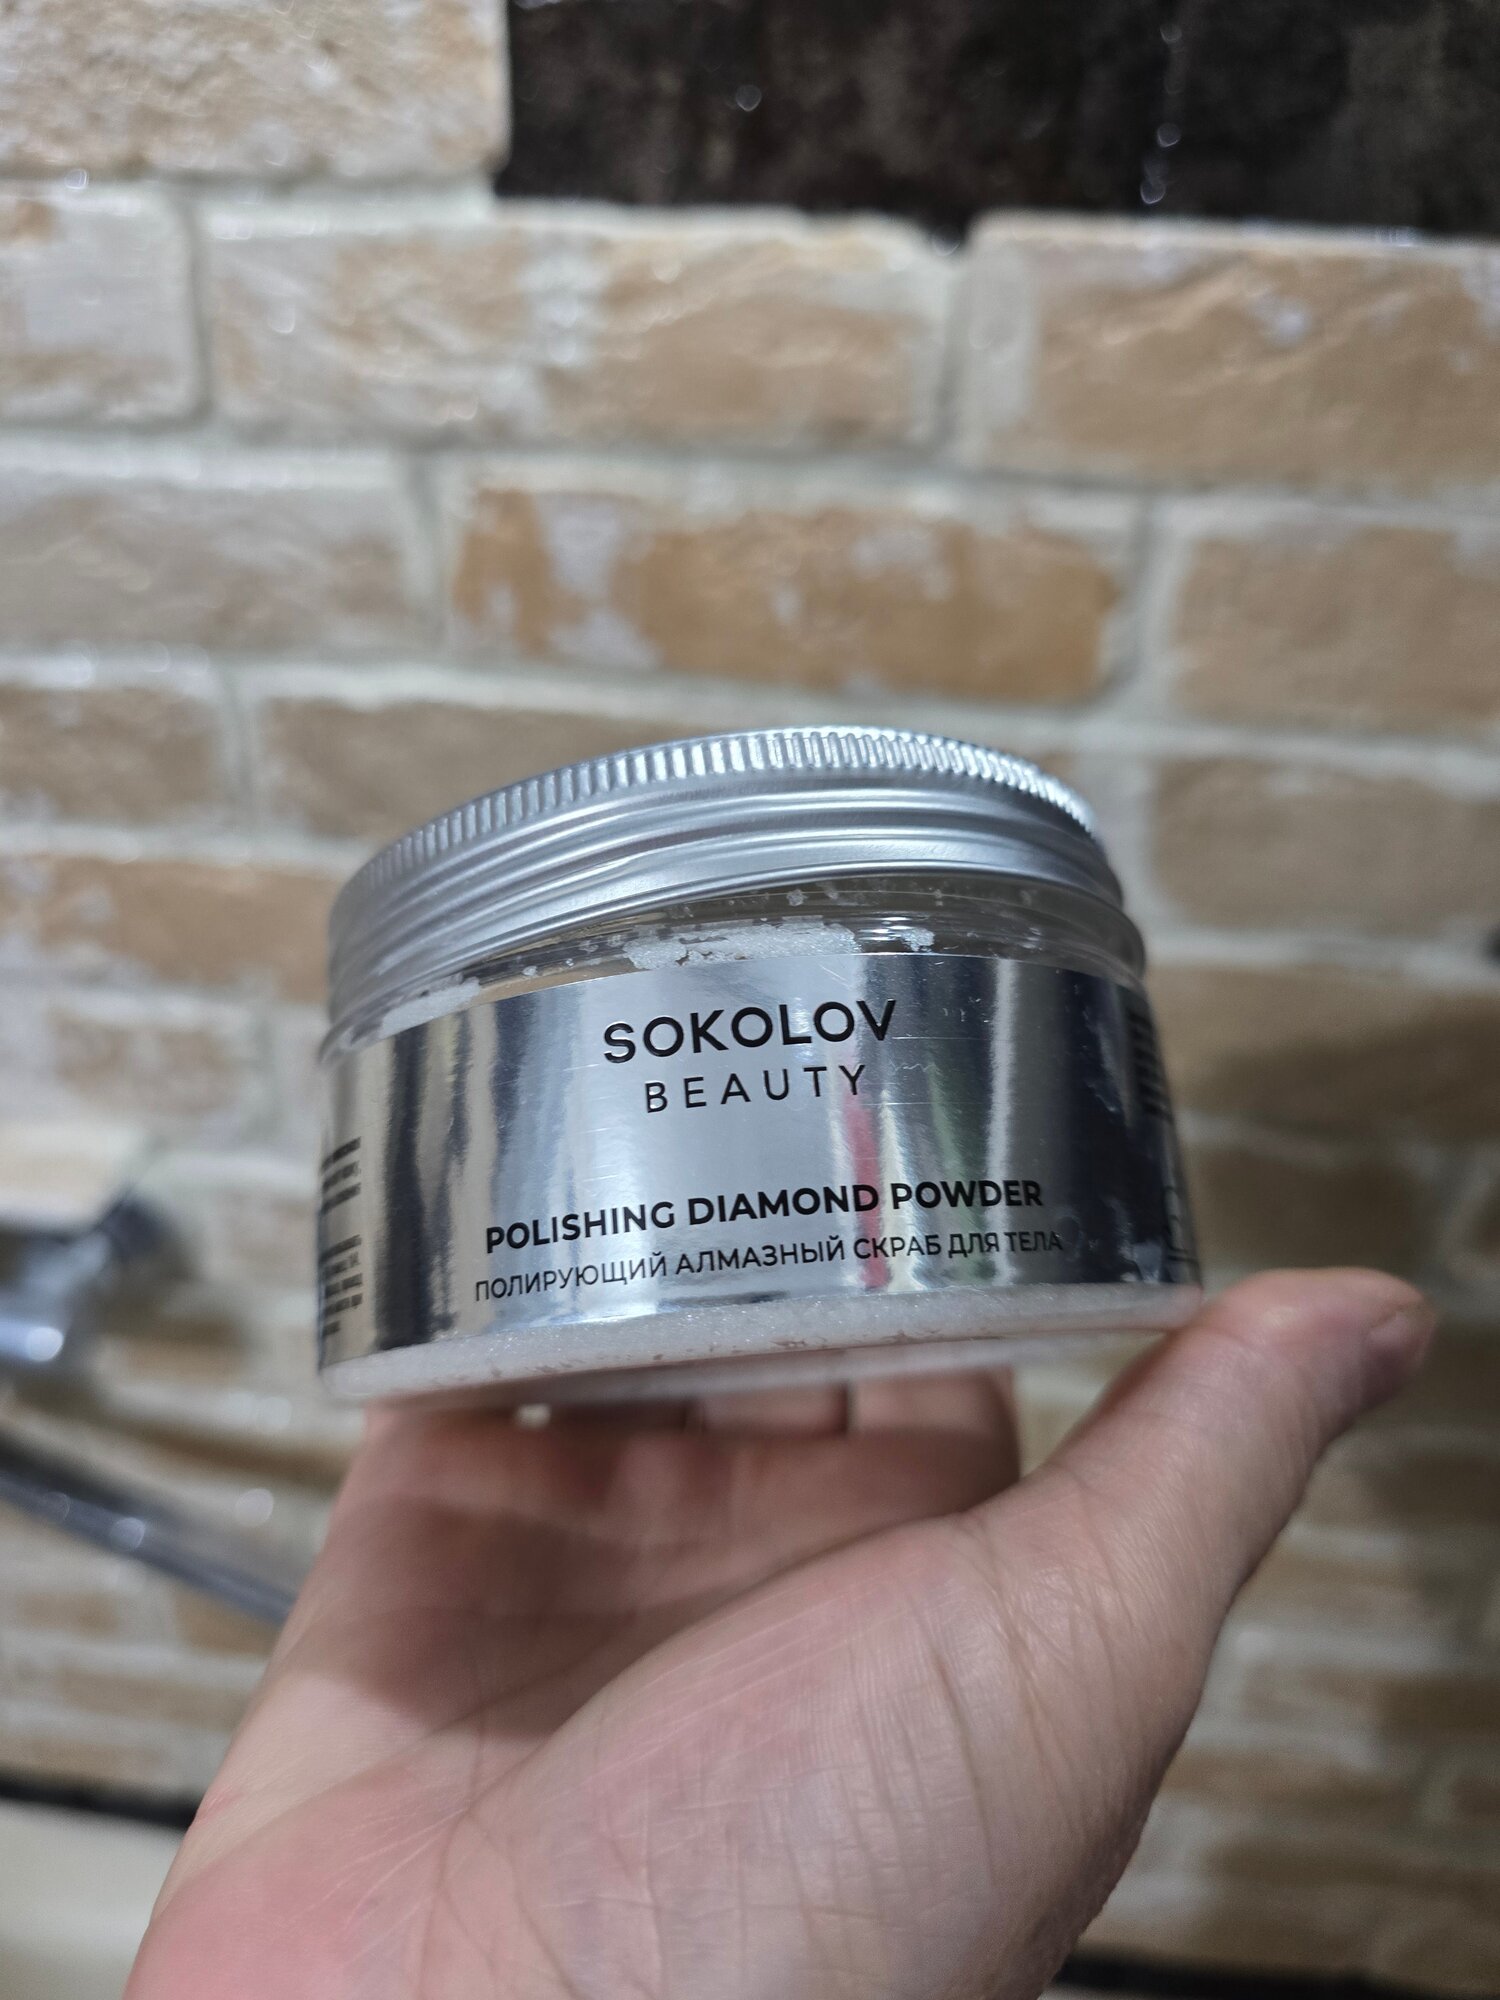 SOKOLOV
BEAUTY
POLISHING DIAMOND POWDER
ПОЛИРУЮЩИЙ АЛМАЗНЫЙ СКРАБ ДЛЯ ТЕЛА